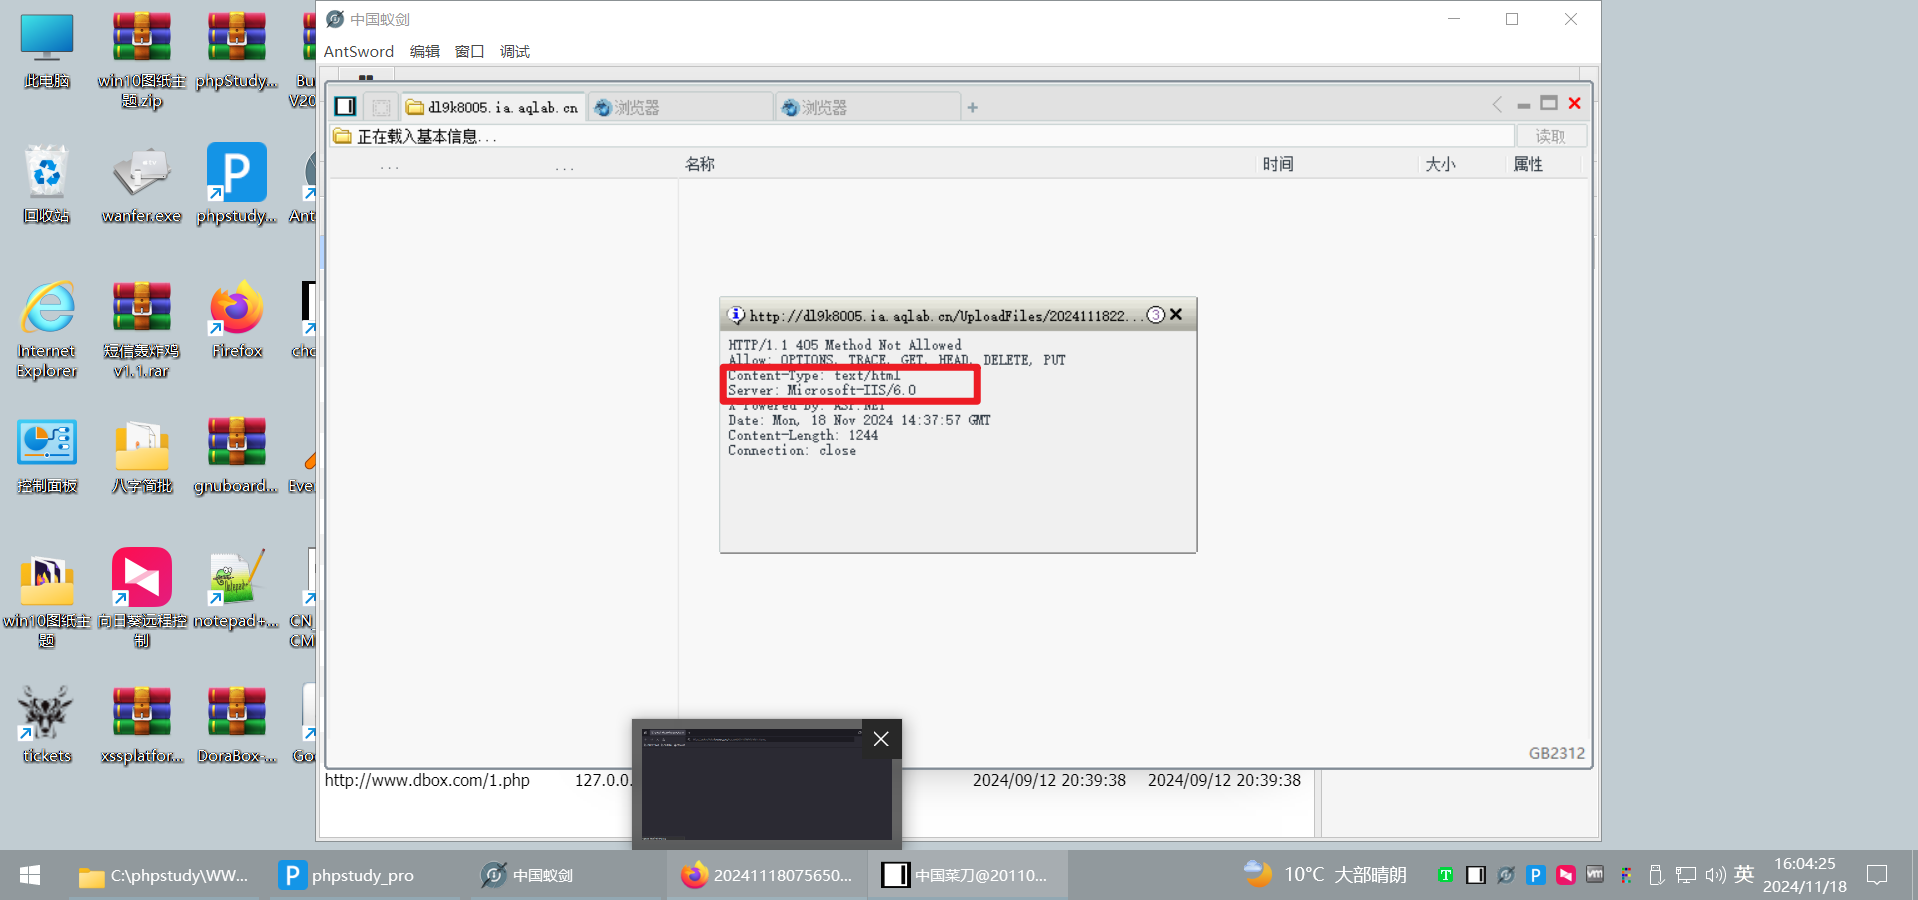 此电脑
win10图纸主
题.zip
phpStudy...
Bu
V20
回收站
wanfer.exe
phpstudy...
Ant
Internet
Explorer
短信轰炸鸡
v1.1.rar
Firefox
cho
控制面板
八字简批
gnuboard...
Eve
win10图纸主
题
向日葵远程控
制
notepad+...
CN_
CM
tickets
xssplatfor...
DoraBox-...
Go
中国蚁剑
AntSword 编辑 窗口 调试
dl9k8005.ia.aqlab.cn
浏览器
浏览器
正在载入基本信息...
读取
... ... 名称 时间 大小 属性
http://dl9k8005.ia.aqlab.cn/UploadFiles/2024111822... 3
HTTP/1.1 405 Method Not Allowed
Allow: OPTIONS, TRACE, GET, HEAD, DELETE, PUT
Content-Type: text/html
Server: Microsoft-IIS/6.0
X-Powered-By: ASP.NET
Date: Mon, 18 Nov 2024 14:37:57 GMT
Content-Length: 1244
Connection: close
GB2312
http://www.dbox.com/1.php 127.0.0. 2024/09/12 20:39:38 2024/09/12 20:39:38
C:\phpstudy\WW...
phpstudy_pro
中国蚁剑
20241118075650...
中国菜刀@20110...
10°C 大部晴朗
英
16:04:25
2024/11/18